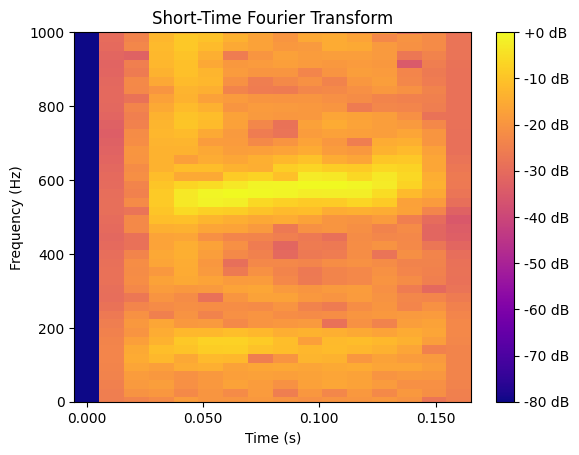 Short-Time Fourier Transform
1000
800
600
400
200
0
Frequency (Hz)
0.000
0.050
0.100
0.150
Time (s)
+0 dB
-10 dB
-20 dB
-30 dB
-40 dB
-50 dB
-60 dB
-70 dB
-80 dB